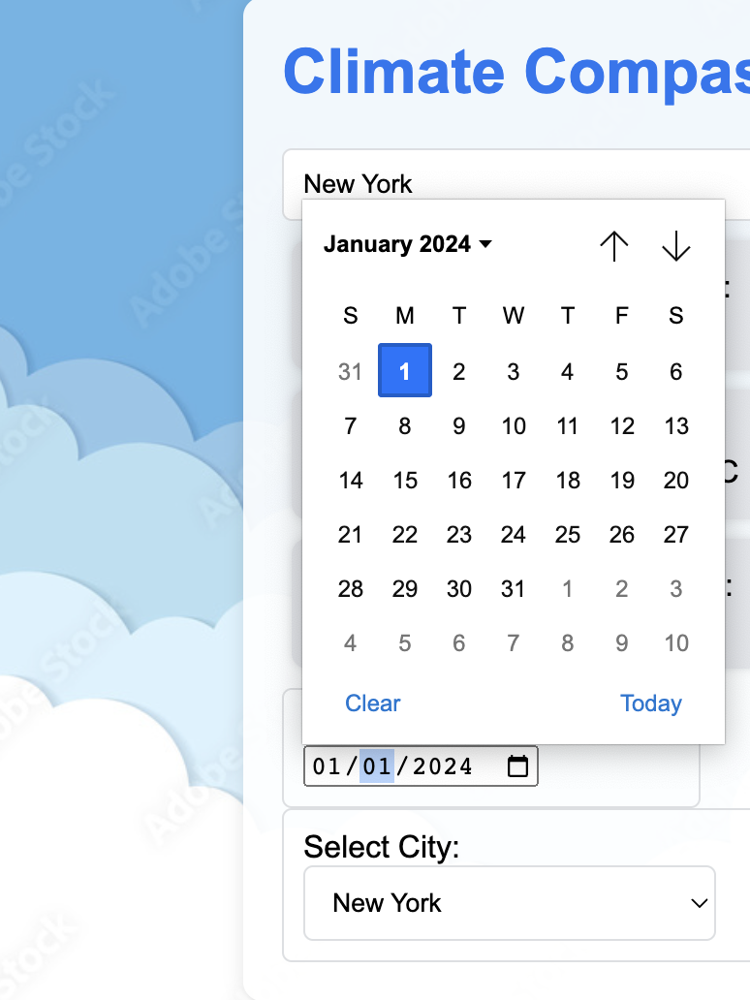 Climate Compas
New York
January 2024
S M T W T F S
31 1 2 3 4 5 6
7 8 9 10 11 12 13
14 15 16 17 18 19 20
21 22 23 24 25 26 27
28 29 30 31 1 2 3
4 5 6 7 8 9 10
Clear Today
:
C
:
01/01/2024
Select City:
New York
Adobe Stock